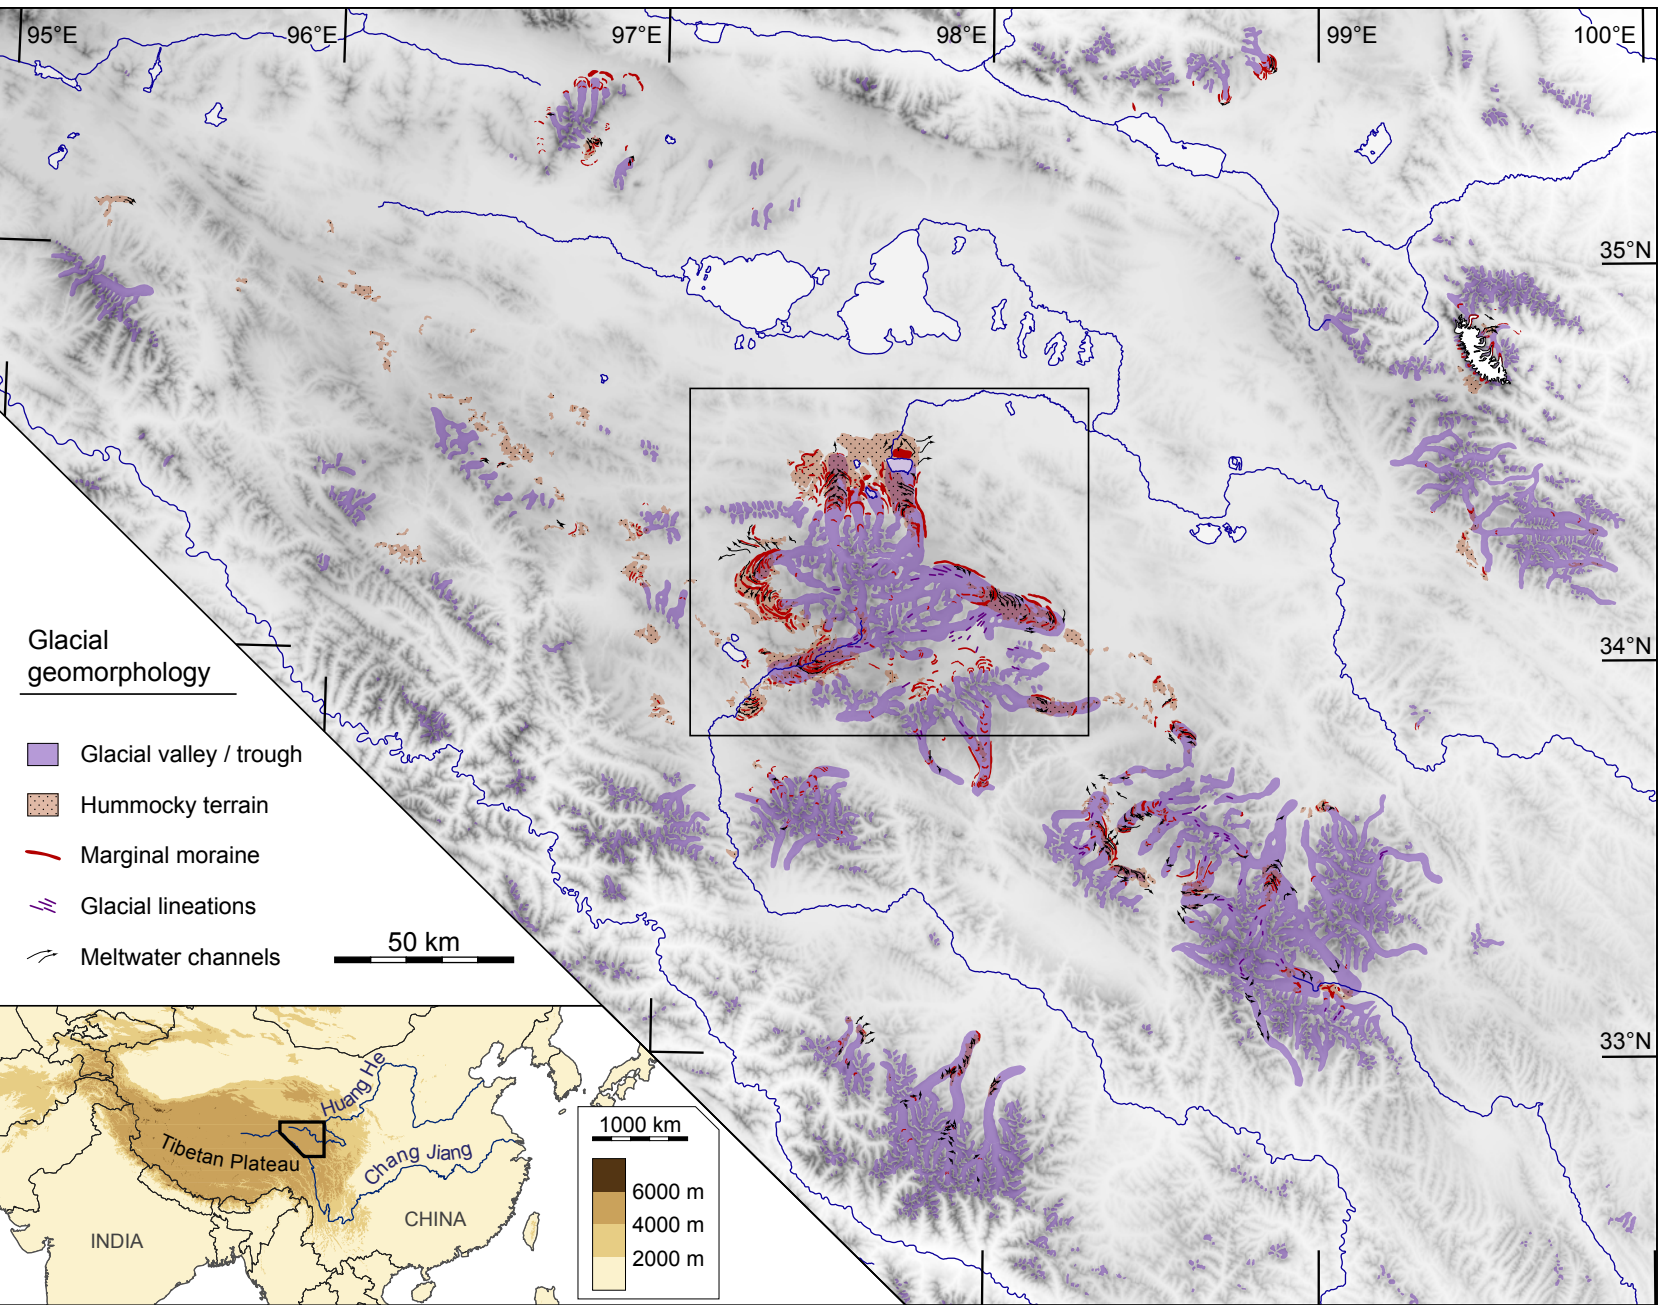 95°E 96°E 97°E 98°E 99°E 100°E
35°N
34°N
33°N
Glacial
geomorphology
Glacial valley / trough
Hummocky terrain
Marginal moraine
Glacial lineations
Meltwater channels
50 km
Huang He
Tibetan Plateau
Chang Jiang
CHINA
INDIA
1000 km
6000 m
4000 m
2000 m